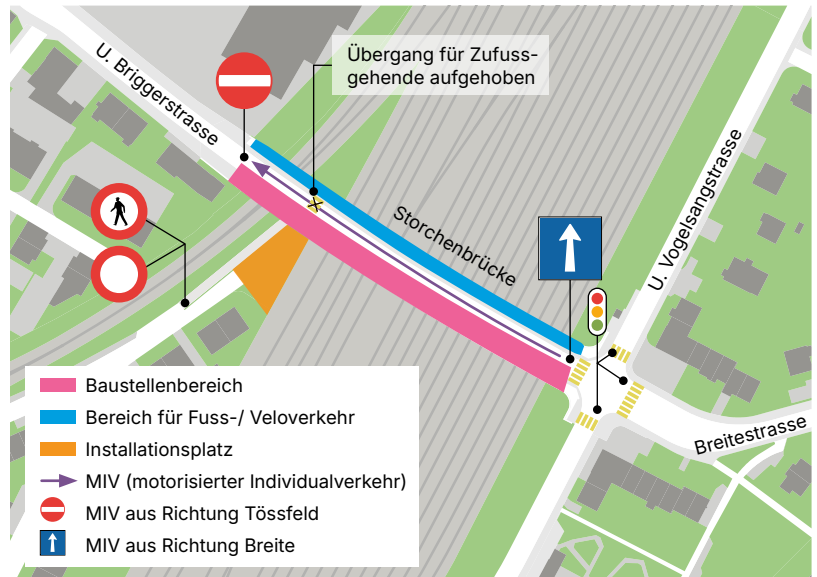 U. Briggerstrasse
Übergang für Zufuss-
gehende aufgehoben
Storchenbrücke
U. Vogelsangstrasse
Breitestrasse
Baustellenbereich
Bereich für Fuss-/ Veloverkehr
Installationsplatz
MIV (motorisierter Individualverkehr)
MIV aus Richtung Tössfeld
MIV aus Richtung Breite